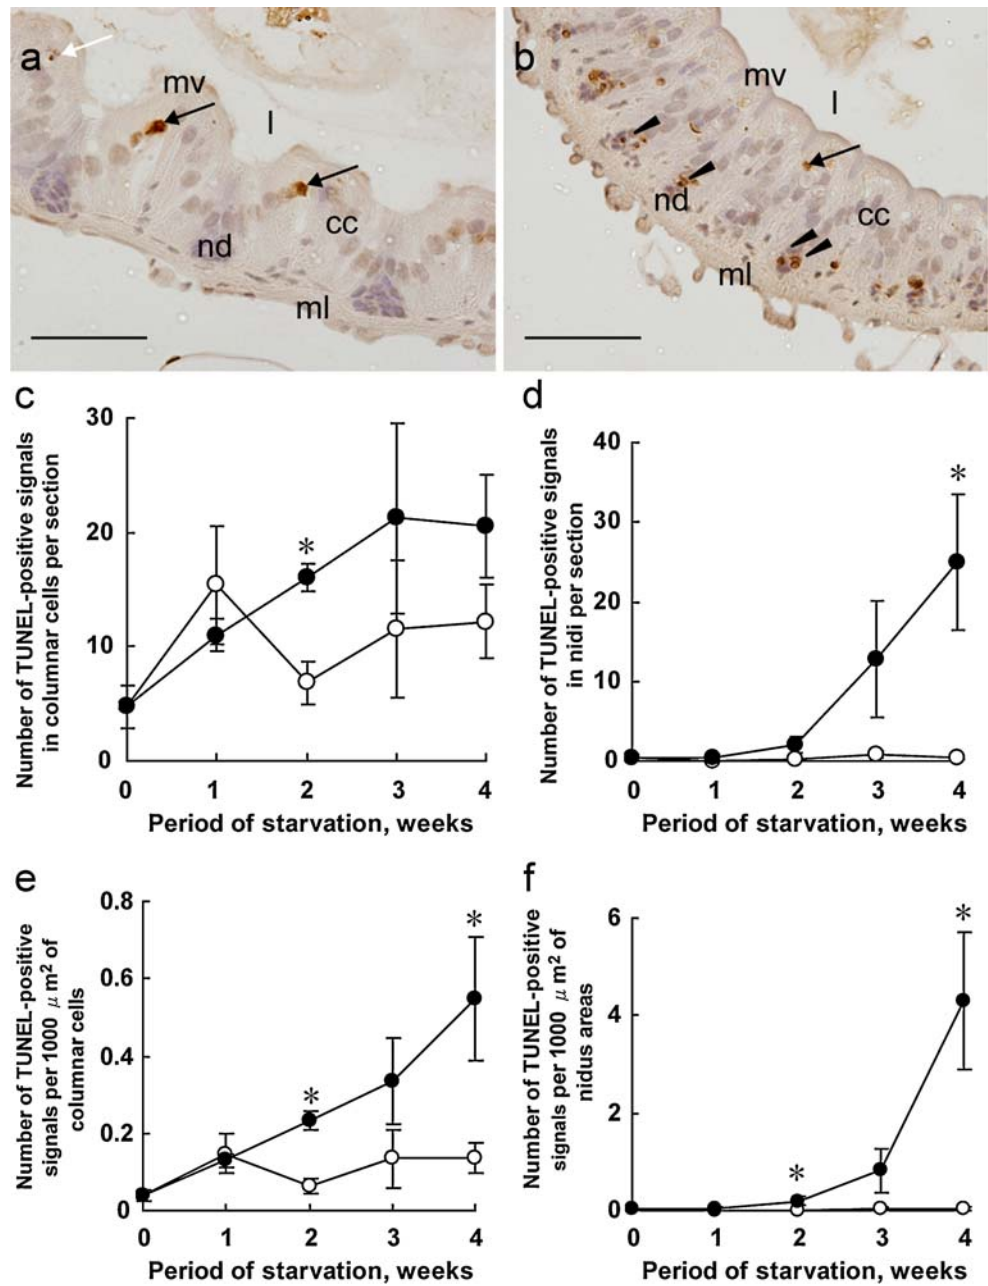 a
mv
l
cc
nd
ml
b
mv
l
nd
cc
ml
c
Number of TUNEL-positive signals
in columnar cells per section
30
20
10
0
0 1 2 3 4
*
Period of starvation, weeks
d
Number of TUNEL-positive signals
in nidi per section
40
30
20
10
0
0 1 2 3 4
*
Period of starvation, weeks
e
Number of TUNEL-positive
signals per 1000 μm² of
columnar cells
0.8
0.6
0.4
0.2
0
0 1 2 3 4
* *
Period of starvation, weeks
f
Number of TUNEL-positive
signals per 1000 μm² of
nidus areas
6
4
2
0
0 1 2 3 4
* *
Period of starvation, weeks